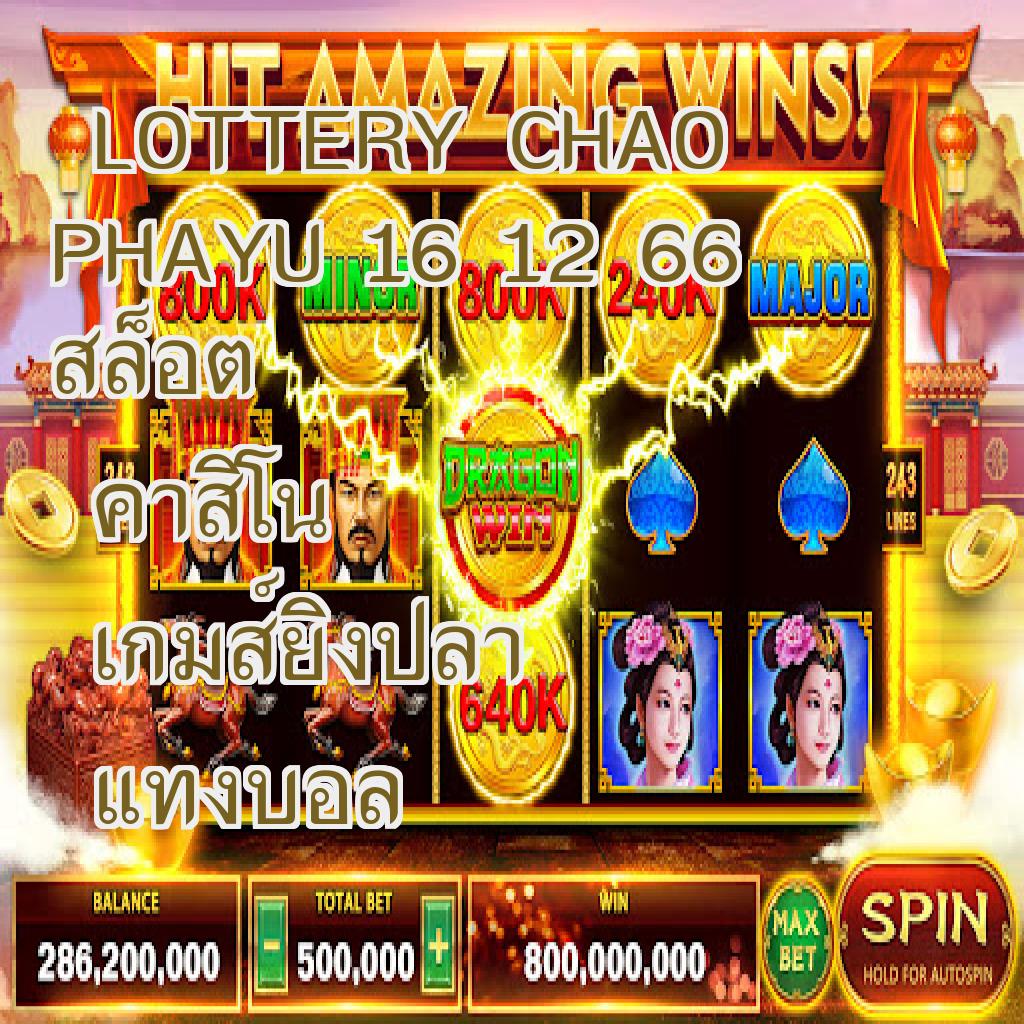 HIT AMAZING WINS!
LOTTERY CHAO
PHAYU 16 12 66
800K MINOR 800K 240K MAJOR
สล็อต
DRAGON
WIN
243 243
LINES
คาสิโน
เกมส์ยิงปลา
640K
แทงบอล
BALANCE TOTAL BET WIN
286,200,000 - 500,000 + 800,000,000
MAX
BET
SPIN
HOLD FOR AUTOSPIN